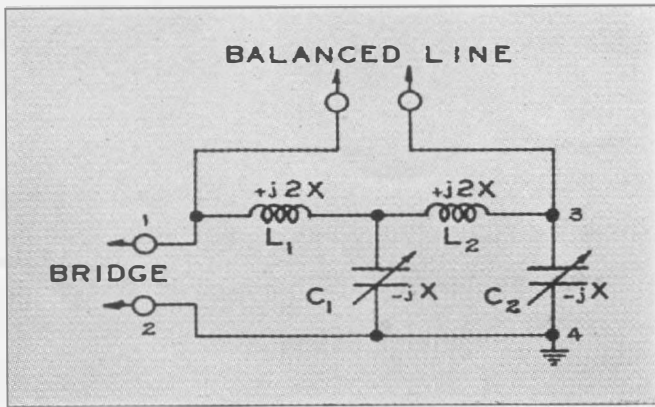 BALANCED LINE
+j2X
+j2X
1
L1
L2
3
BRIDGE
C1
-jX
C2
-jX
2
4